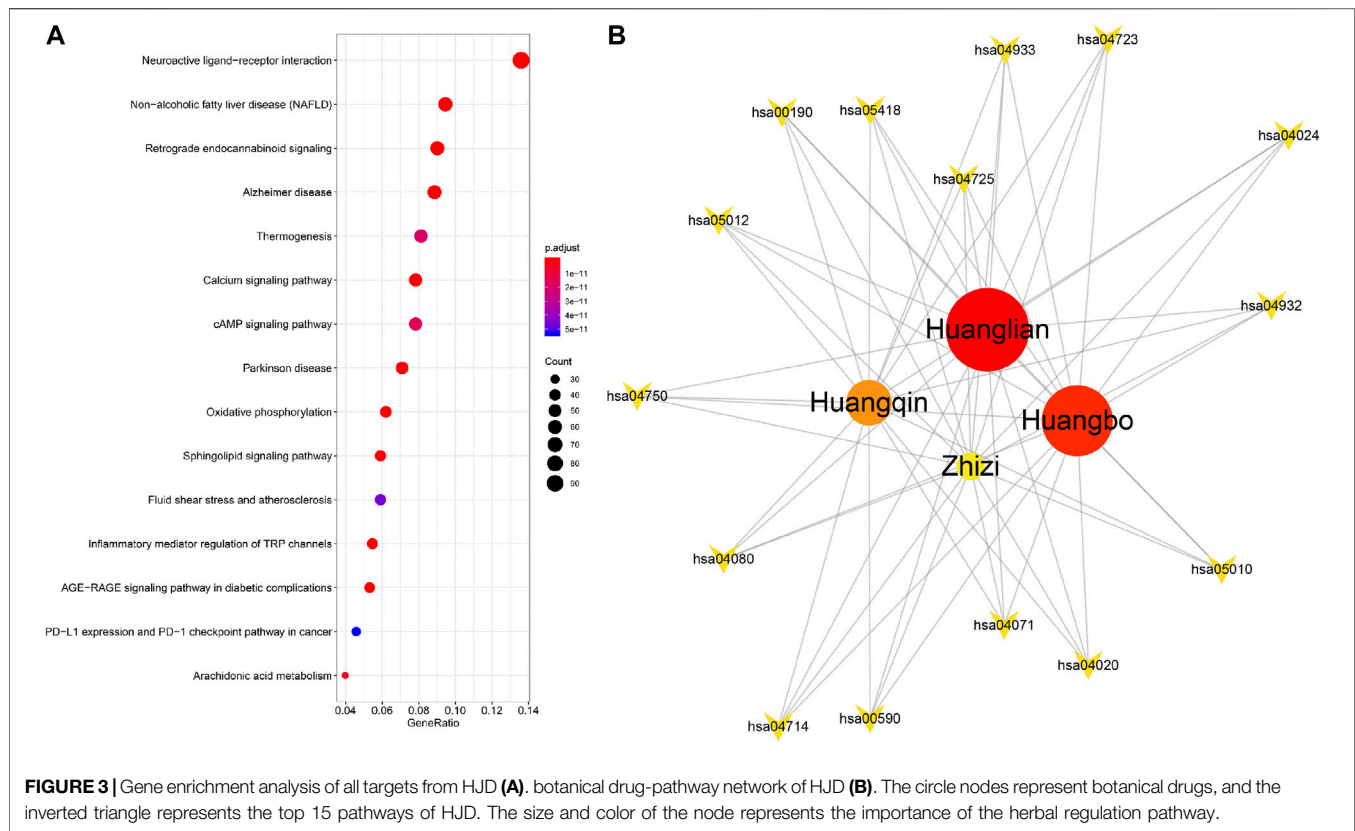 A
Neuroactive ligand−receptor interaction
Non−alcoholic fatty liver disease (NAFLD)
Retrograde endocannabinoid signaling
Alzheimer disease
Thermogenesis
Calcium signaling pathway
cAMP signaling pathway
Parkinson disease
Oxidative phosphorylation
Sphingolipid signaling pathway
Fluid shear stress and atherosclerosis
Inflammatory mediator regulation of TRP channels
AGE−RAGE signaling pathway in diabetic complications
PD−L1 expression and PD−1 checkpoint pathway in cancer
Arachidonic acid metabolism
0.04 0.06 0.08 0.10 0.12 0.14
GeneRatio
p.adjust
1e−11
2e−11
3e−11
4e−11
5e−11
Count
30
40
50
60
70
80
90
B
hsa04933
hsa04723
hsa00190
hsa05418
hsa04024
hsa04725
hsa05012
hsa04932
Huanglian
hsa04750
Huangqin
Huangbo
Zhizi
hsa04080
hsa05010
hsa04071
hsa04020
hsa04714
hsa00590
FIGURE 3 | Gene enrichment analysis of all targets from HJD (A). botanical drug-pathway network of HJD (B). The circle nodes represent botanical drugs, and the
inverted triangle represents the top 15 pathways of HJD. The size and color of the node represents the importance of the herbal regulation pathway.